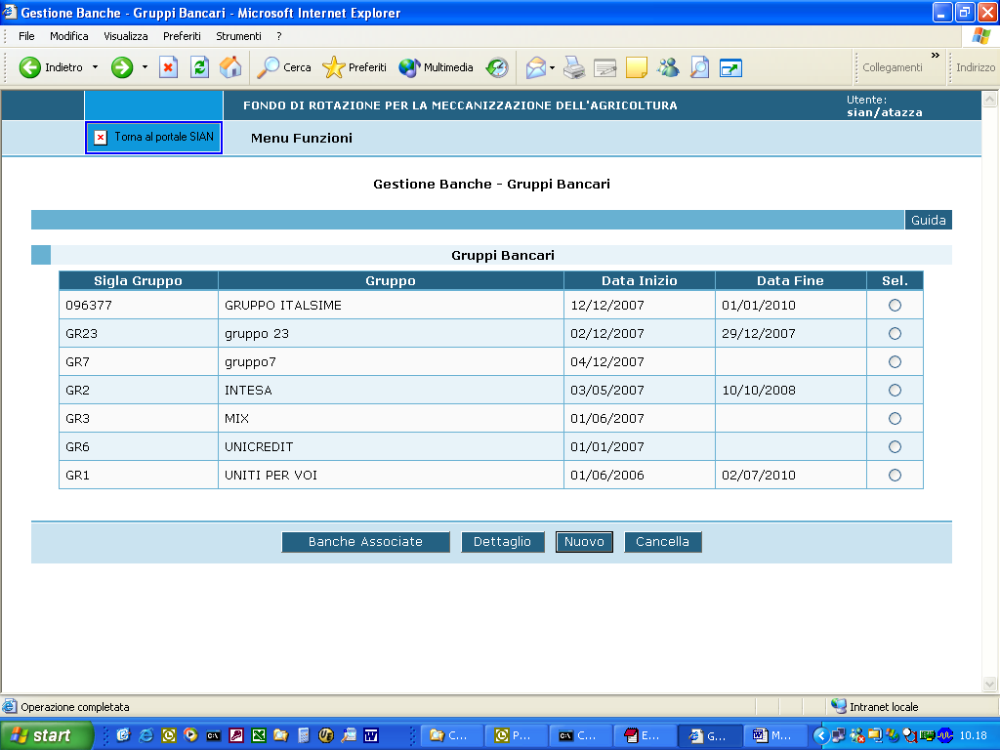 Gestione Banche - Gruppi Bancari - Microsoft Internet Explorer
File Modifica Visualizza Preferiti Strumenti ?
Indietro Cerca Preferiti Multimedia Collegamenti » Indirizzo
FONDO DI ROTAZIONE PER LA MECCANIZZAZIONE DELL'AGRICOLTURA
Utente:
sian/atazza
Torna al portale SIAN Menu Funzioni
Gestione Banche - Gruppi Bancari
Guida
Gruppi Bancari
Sigla Gruppo Gruppo Data Inizio Data Fine Sel.
096377 GRUPPO ITALSIME 12/12/2007 01/01/2010
GR23 gruppo 23 02/12/2007 29/12/2007
GR7 gruppo7 04/12/2007
GR2 INTESA 03/05/2007 10/10/2008
GR3 MIX 01/06/2007
GR6 UNICREDIT 01/01/2007
GR1 UNITI PER VOI 01/06/2006 02/07/2010
Banche Associate Dettaglio Nuovo Cancella
Operazione completata Intranet locale
start C... P... C... E... G... M... 10.18